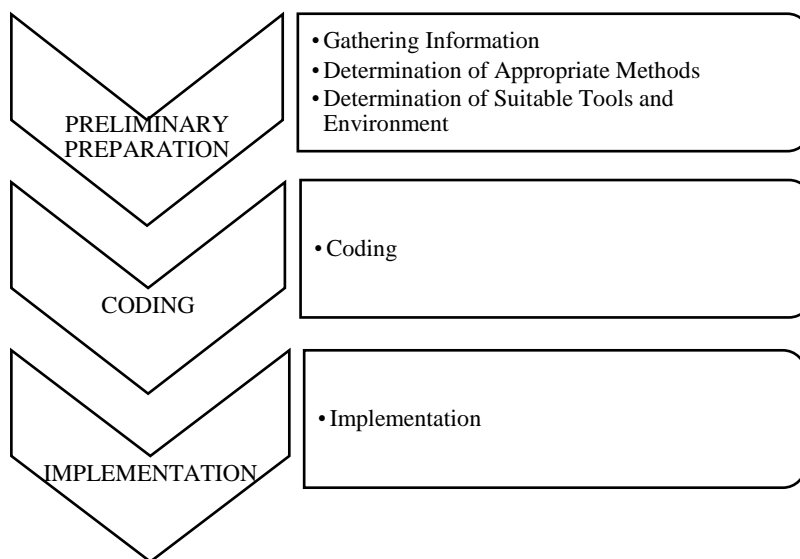 PRELIMINARY
PREPARATION
• Gathering Information
• Determination of Appropriate Methods
• Determination of Suitable Tools and
Environment
CODING
• Coding
IMPLEMENTATION
• Implementation